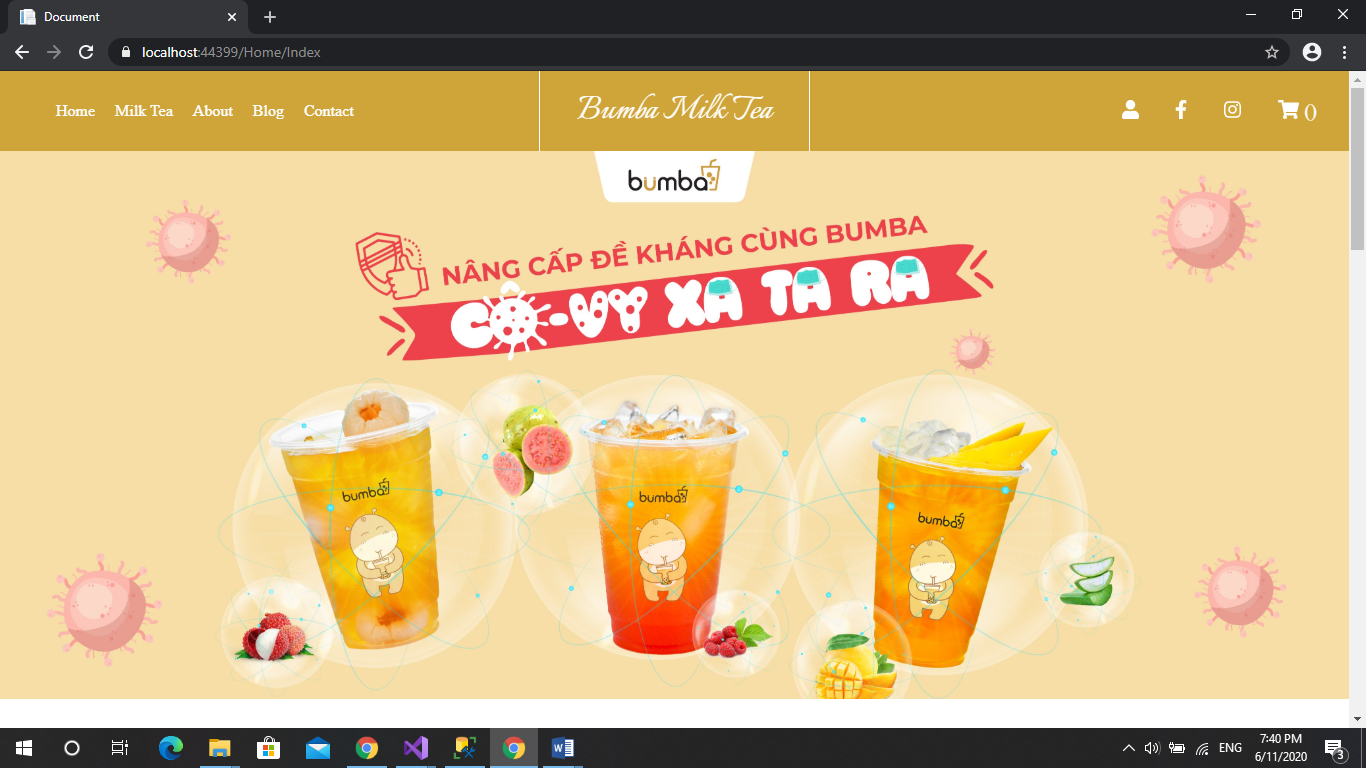 Document
localhost:44399/Home/Index
Home Milk Tea About Blog Contact
Bumba Milk Tea
0
bumba
NÂNG CẤP ĐỀ KHÁNG CÙNG BUMBA
CÔ-VY XA TA RA
bumba
bumba
bumba
ENG
7:40 PM
6/11/2020
3